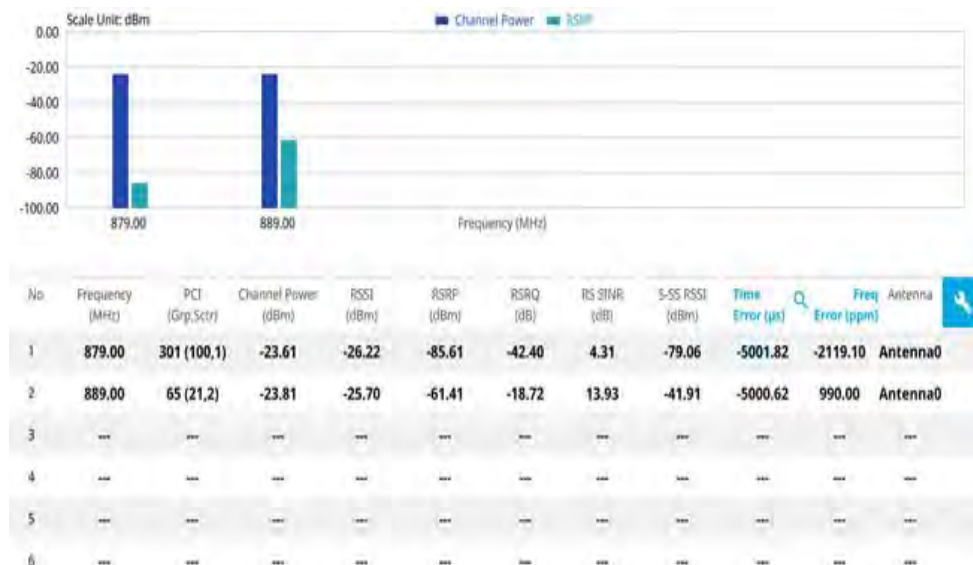 Scale Unit: dBm
Channel Power RSRP
0.00
-20.00
-40.00
-60.00
-80.00
-100.00
879.00 889.00 Frequency (MHz)
No Frequency (MHz) PCI (Grp,Sctr) Channel Power (dBm) RSSI (dBm) RSRP (dBm) RSRQ (dB) RS SINR (dB) S-SS RSSI (dBm) Time Error (µs) Freq Error (ppm) Antenna
1 879.00 301 (100,1) -23.61 -26.22 -85.61 -42.40 4.31 -79.06 -5001.82 -2119.10 Antenna0
2 889.00 65 (21,2) -23.81 -25.70 -61.41 -18.72 13.93 -41.91 -5000.62 990.00 Antenna0
3 --- --- --- --- --- --- --- --- --- --- ---
4 --- --- --- --- --- --- --- --- --- --- ---
5 --- --- --- --- --- --- --- --- --- --- ---
6 --- --- --- --- --- --- --- --- --- --- ---